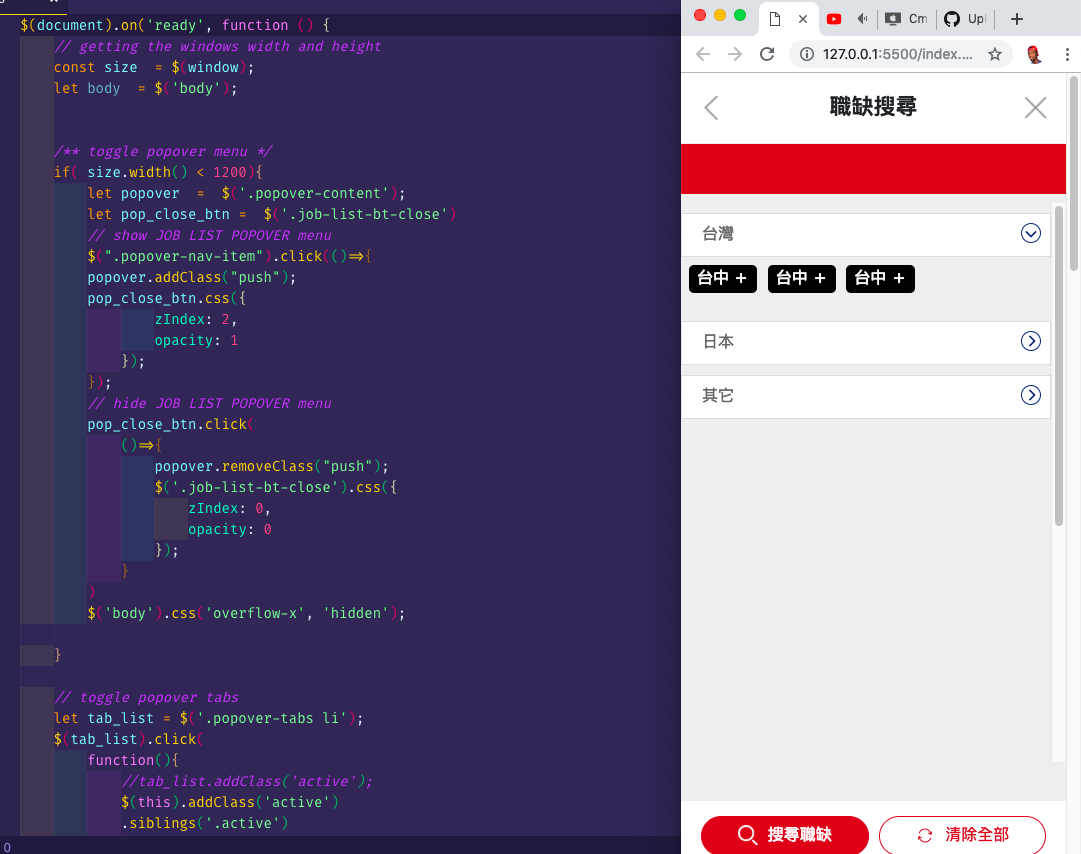 $(document).on('ready', function () {
// getting the windows width and height
const size  = $(window);
let body  = $('body');
/** toggle popover menu */
if( size.width() < 1200){
let popover  =  $('.popover-content');
let pop_close_btn =  $('.job-list-bt-close')
// show JOB LIST POPOVER menu
$(".popover-nav-item").click(()=>{
popover.addClass("push");
pop_close_btn.css({
zIndex: 2,
opacity: 1
});
});
// hide JOB LIST POPOVER menu
pop_close_btn.click(
()=>{
popover.removeClass("push");
$('.job-list-bt-close').css({
zIndex: 0,
opacity: 0
});
}
)
$('body').css('overflow-x', 'hidden');
}
// toggle popover tabs
let tab_list = $('.popover-tabs li');
$(tab_list).click(
function(){
//tab_list.addClass('active');
$(this).addClass('active')
.siblings('.active')
0
Cm
Upl
127.0.0.1:5500/index....
職缺搜尋
台灣
台中 + 台中 + 台中 +
日本
其它
搜尋職缺 清除全部